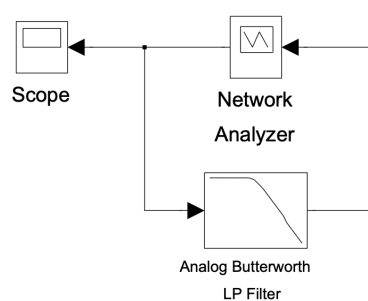 Scope
Network
Analyzer
Analog Butterworth
LP Filter